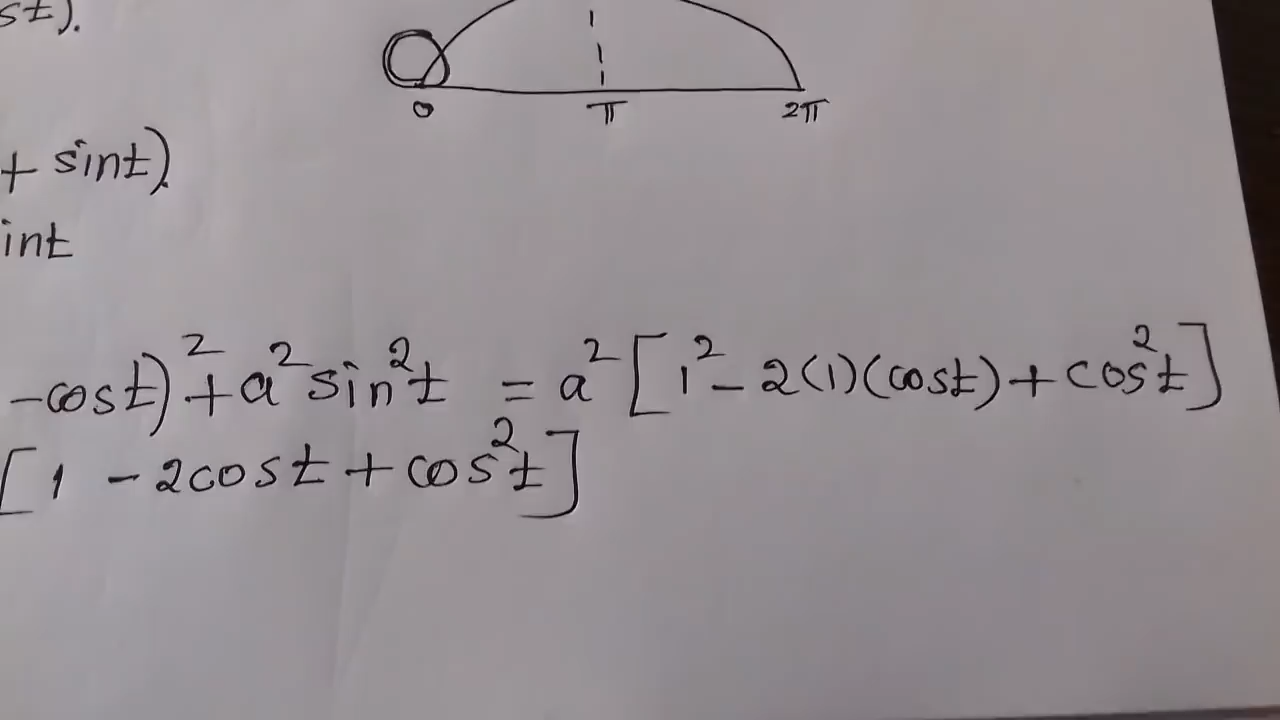 st).
0 π 2π
+ sint).
int
-cost)² + a² sin²t = a² [1² - 2(1)(cost) + cos²t]
[1 - 2cost + cos²t]